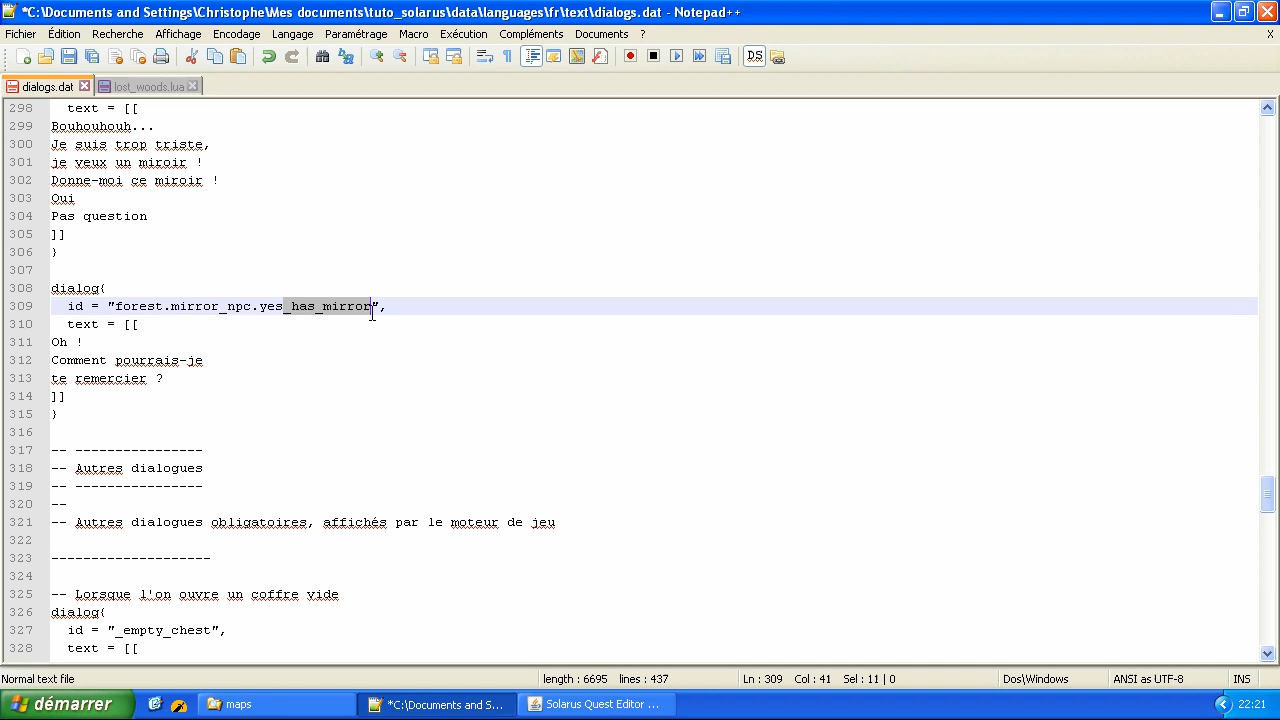 *C:\Documents and Settings\Christophe\Mes documents\tuto_solarus\data\languages\fr\text\dialogs.dat - Notepad++
Fichier Édition Recherche Affichage Encodage Langage Paramétrage Macro Exécution Compléments Documents ? X
dialogs.dat lost_woods.lua
298 text = [[
299 Bouhouhouh...
300 Je suis trop triste,
301 je veux un miroir !
302 Donne-moi ce miroir !
303 Oui
304 Pas question
305 ]]
306 }
307
308 dialog{
309 id = "forest.mirror_npc.yes_has_mirror",
310 text = [[
311 Oh !
312 Comment pourrais-je
313 te remercier ?
314 ]]
315 }
316
317 -- ----------------
318 -- Autres dialogues
319 -- ----------------
320 --
321 -- Autres dialogues obligatoires, affichés par le moteur de jeu
322
323 --------------------
324
325 -- Lorsque l'on ouvre un coffre vide
326 dialog{
327 id = "_empty_chest",
328 text = [[
Normal text file length : 6695 lines : 437 Ln : 309 Col : 41 Sel : 11 | 0 Dos\Windows ANSI as UTF-8 INS
démarrer maps *C:\Documents and S... Solarus Quest Editor ... 22:21